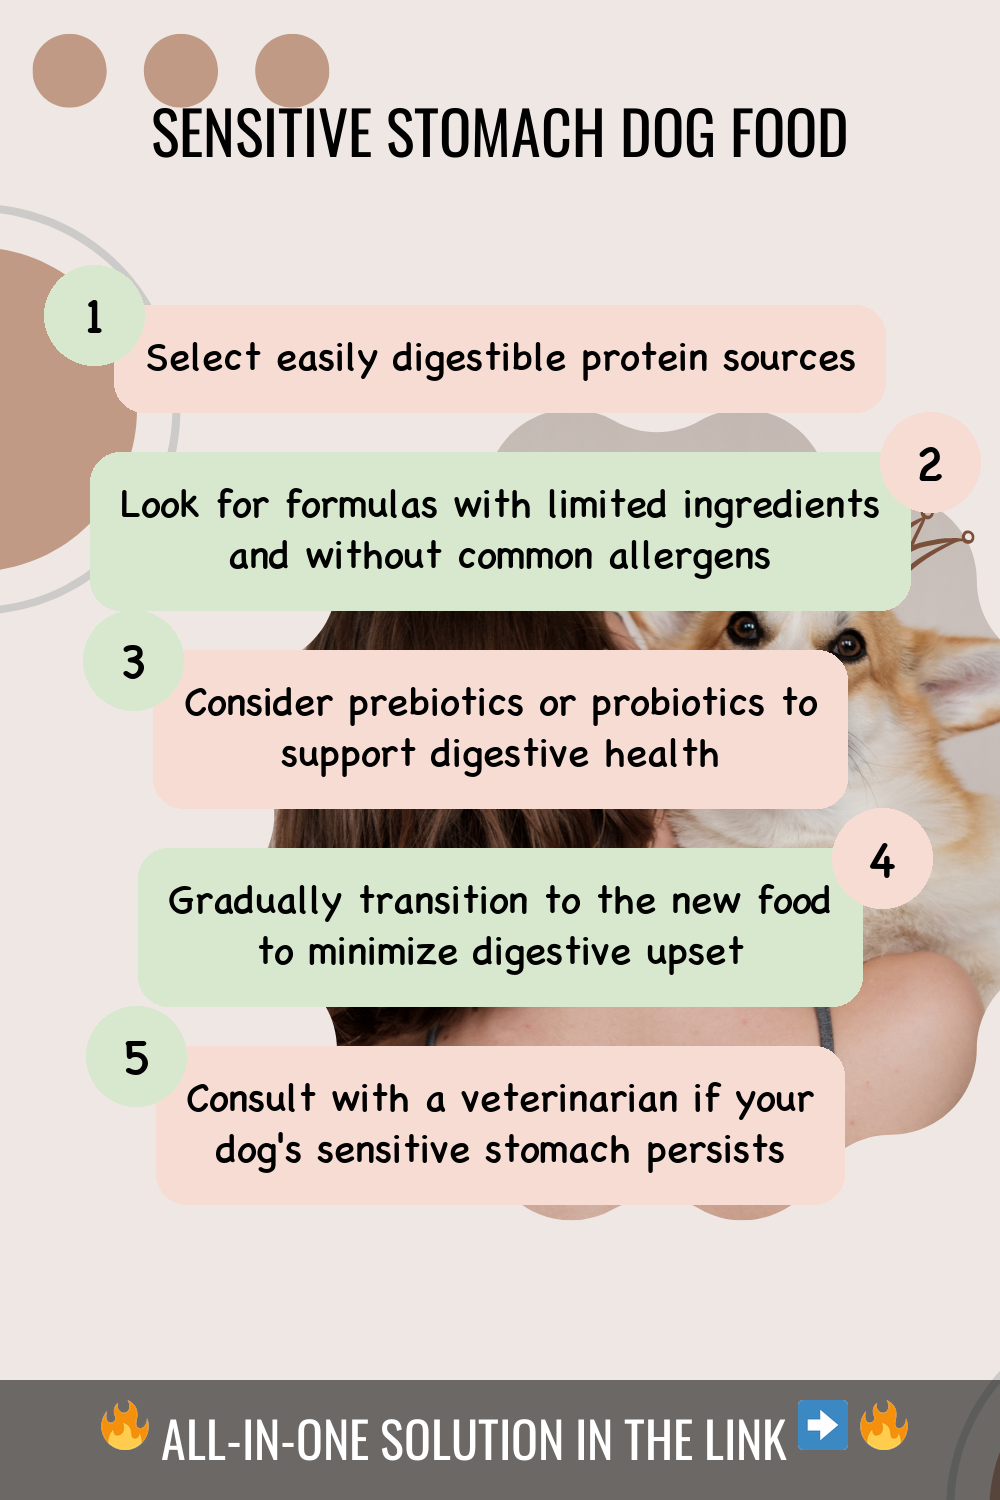 SENSITIVE STOMACH DOG FOOD
1
Select easily digestible protein sources
2
Look for formulas with limited ingredients
and without common allergens
3
Consider prebiotics or probiotics to
support digestive health
4
Gradually transition to the new food
to minimize digestive upset
5
Consult with a veterinarian if your
dog's sensitive stomach persists
🔥 ALL-IN-ONE SOLUTION IN THE LINK ➡️ 🔥